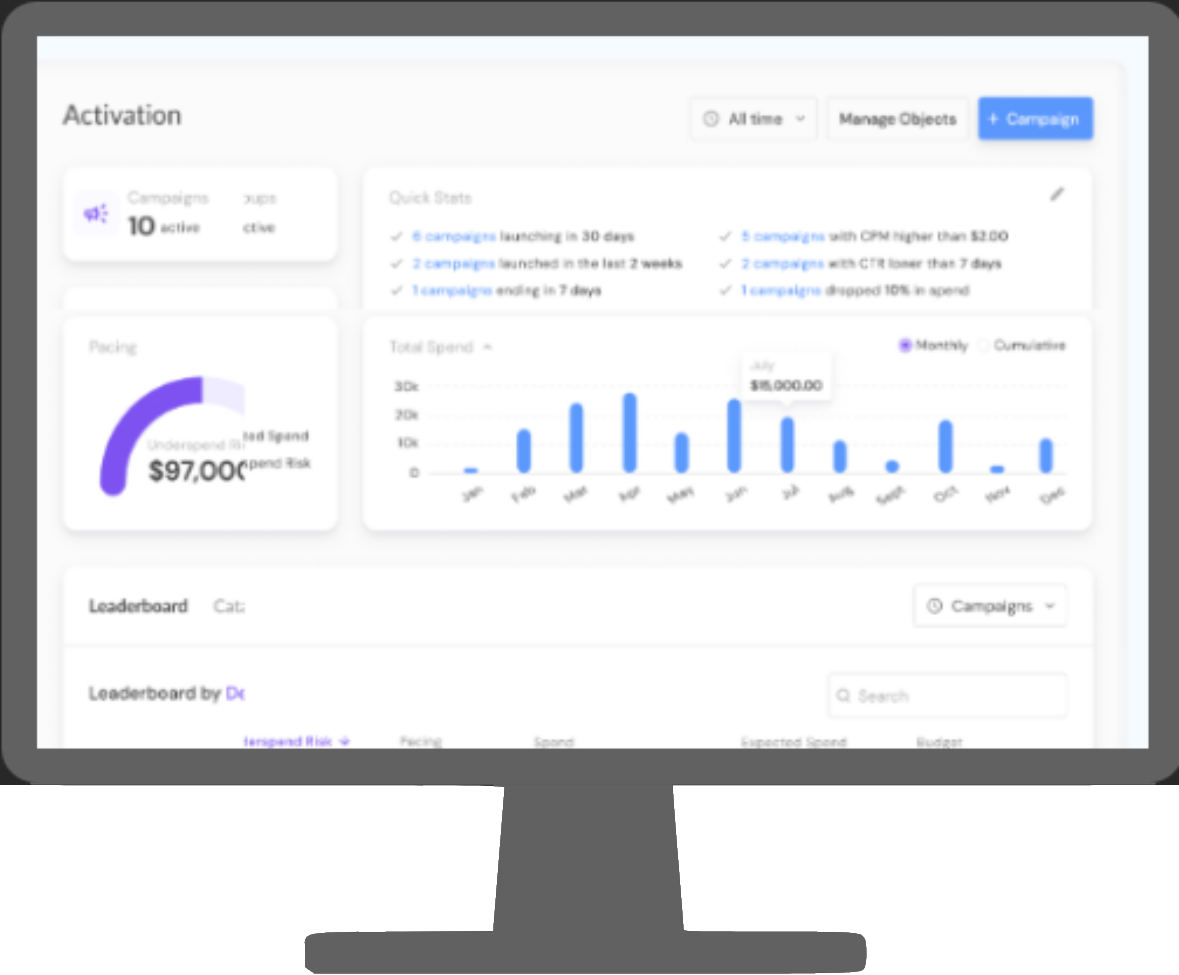 Activation
All time
Manage Objects
+ Campaign
Campaigns
oups
10 active
ctive
Quick Stats
6 campaigns launching in 30 days
5 campaigns with CPM higher than $2.00
2 campaigns launched in the last 2 weeks
2 campaigns with CTR loner than 7 days
1 campaigns ending in 7 days
1 campaigns dropped 10% in spend
Pacing
Underspend Ri
ted Spend
$97,000
spend Risk
Total Spend
Monthly
Cumulative
July
$15,000.00
30k
20k
10k
0
Jan Feb Mar Apr May Jun Jul Aug Sept Oct Nov Dec
Leaderboard
Cat
Campaigns
Leaderboard by De
Search
derspend Risk
Pacing
Spend
Expected Spend
Budget